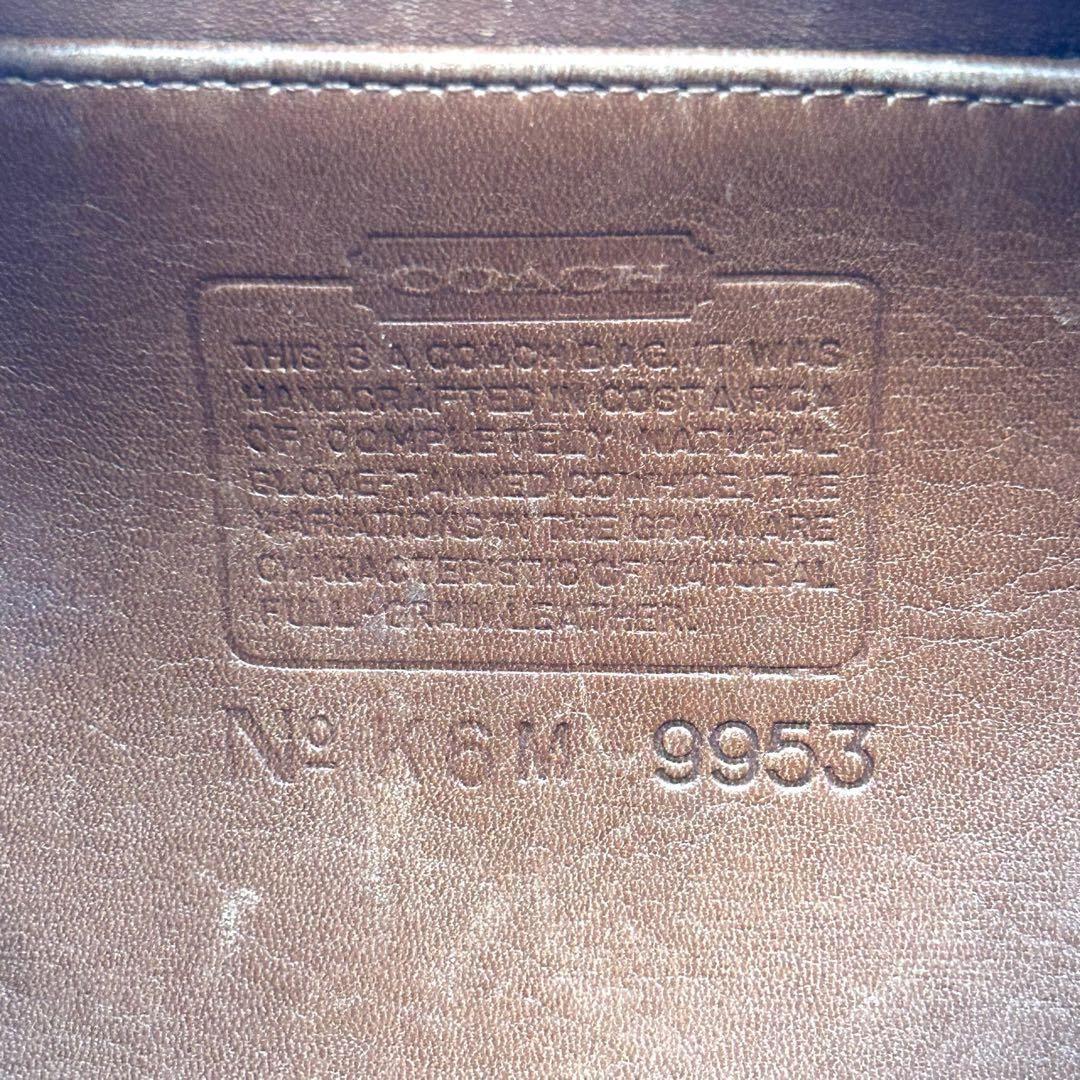 COACH
THIS IS A COACH BAG. IT WAS
HANDCRAFTED IN COSTA RICA
OF COMPLETELY NATURAL
GLOVE-TANNED COWHIDE. THE
VARIATIONS IN THE GRAIN ARE
CHARACTERISTIC OF NATURAL
FULL-GRAIN LEATHER.
No K6M-9953